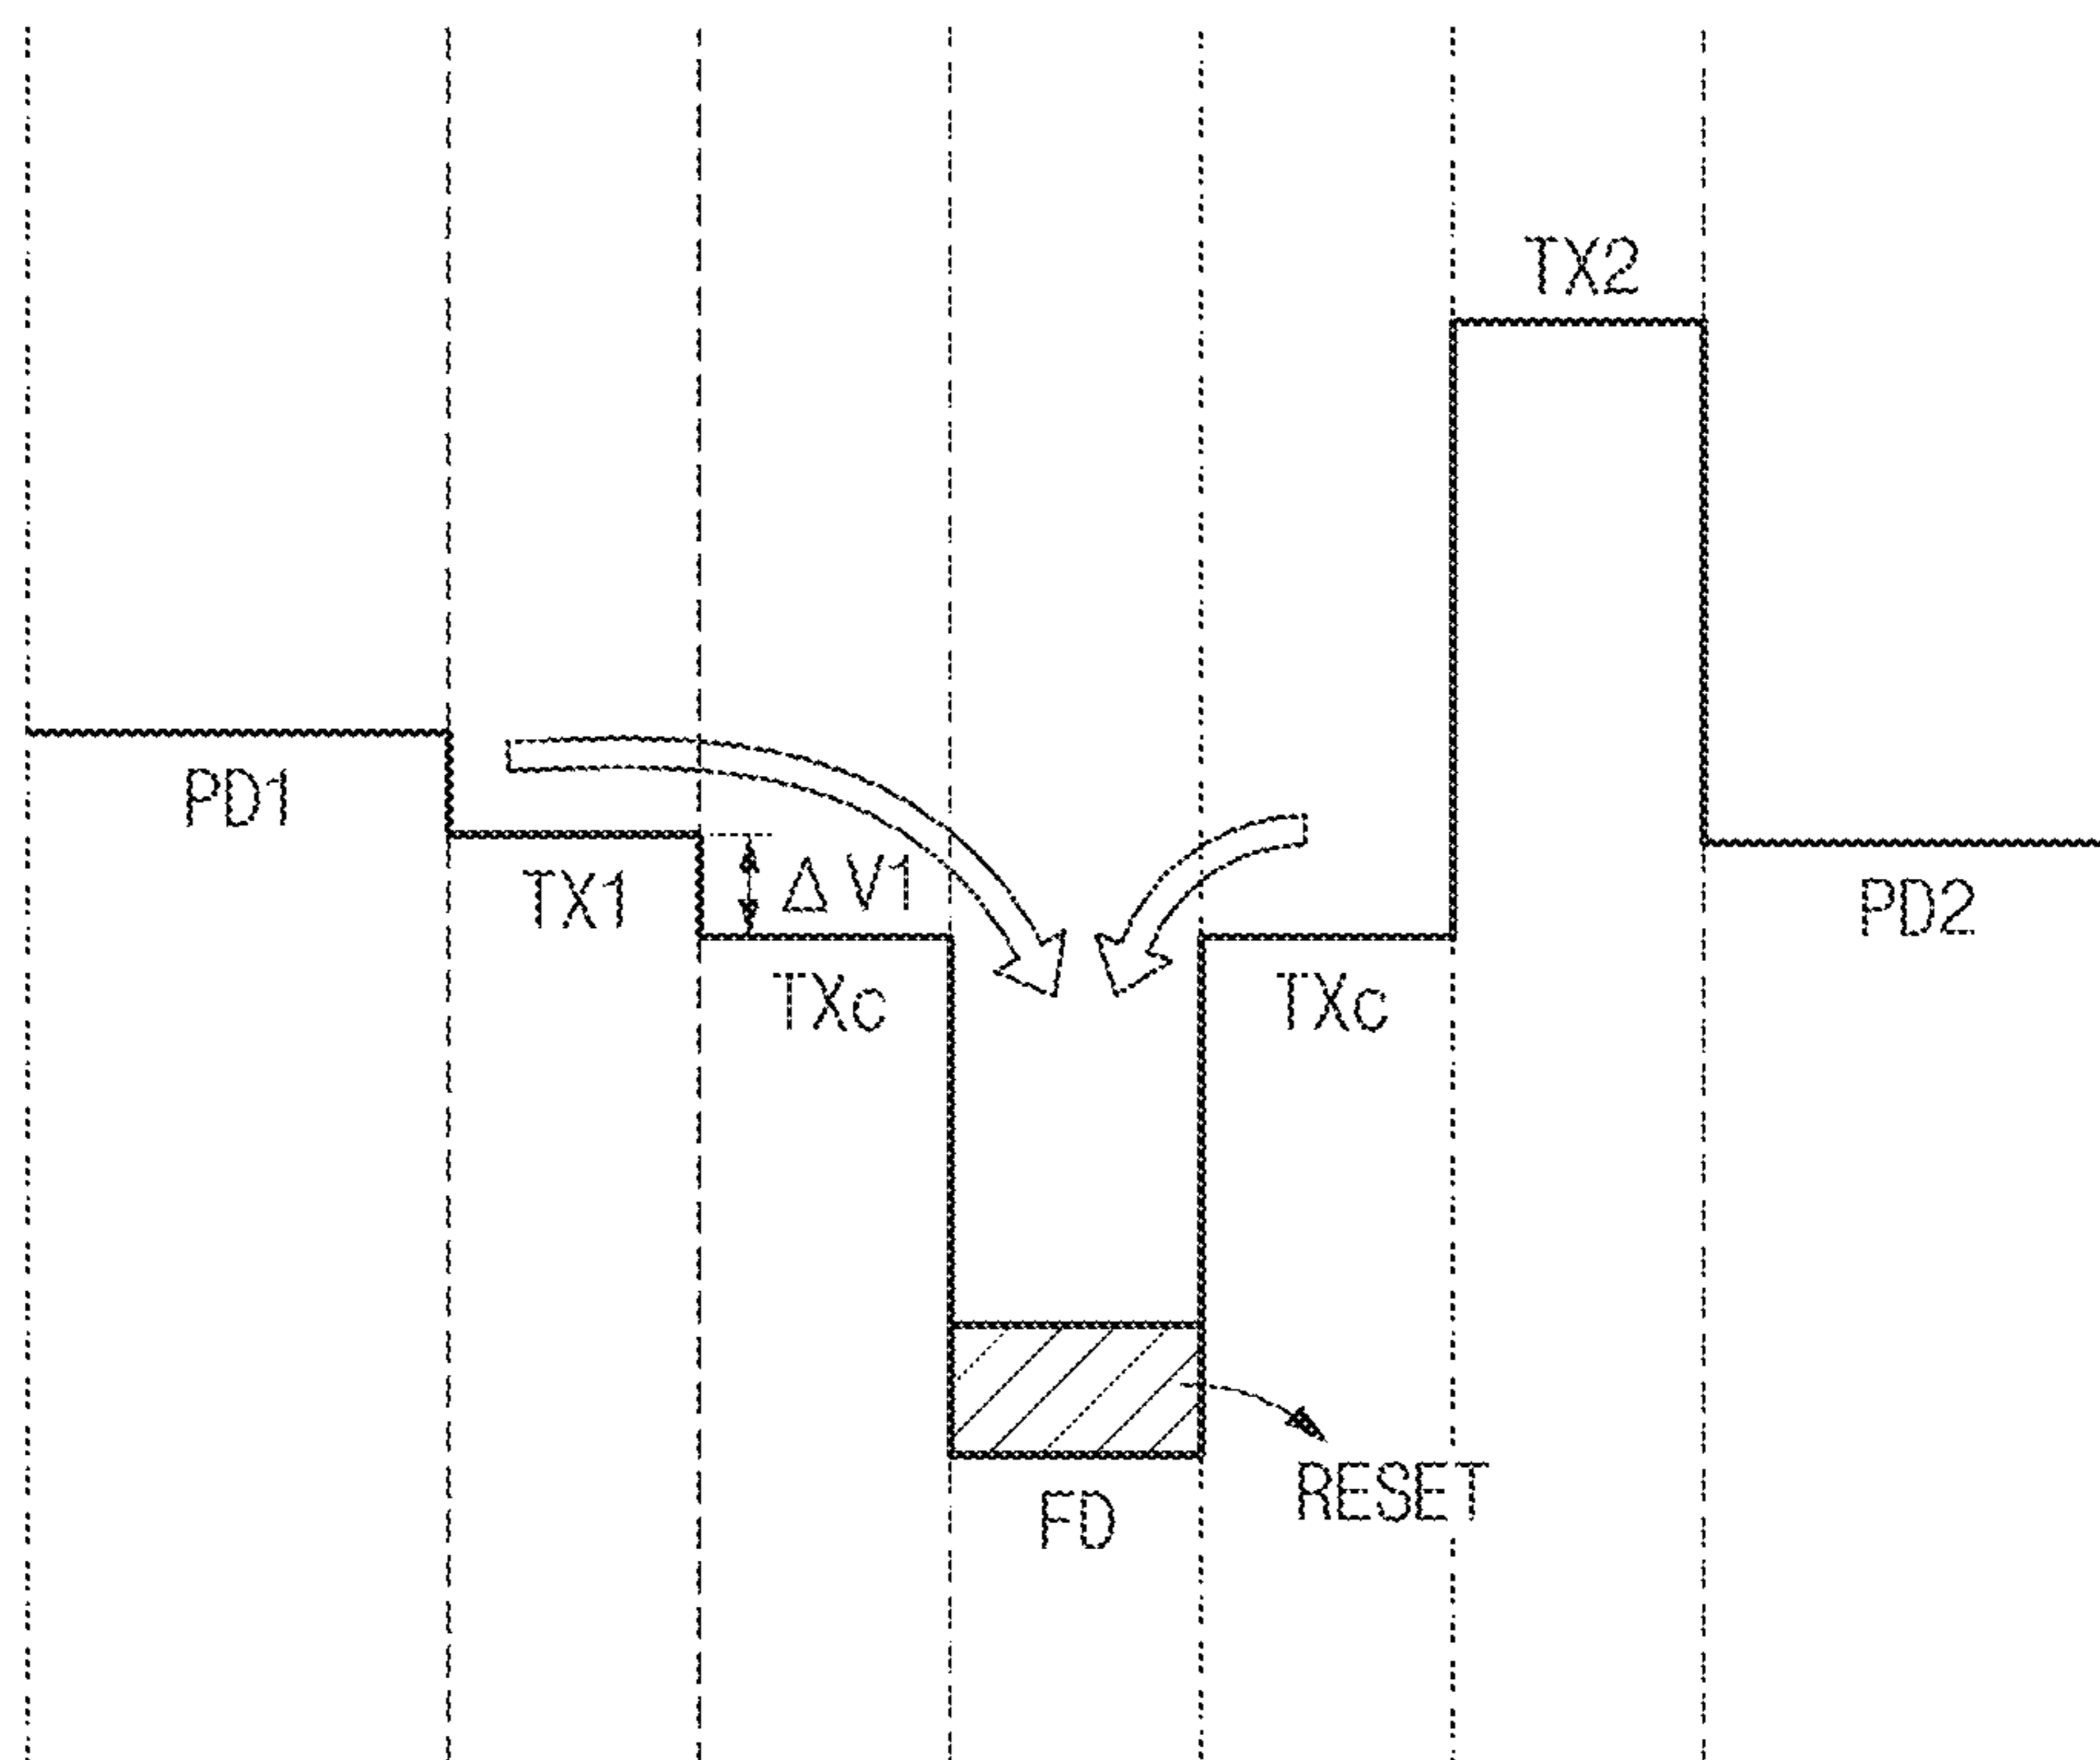 TX2
PD1
TX1
ΔV1
PD2
TXc
TXc
RESET
FD